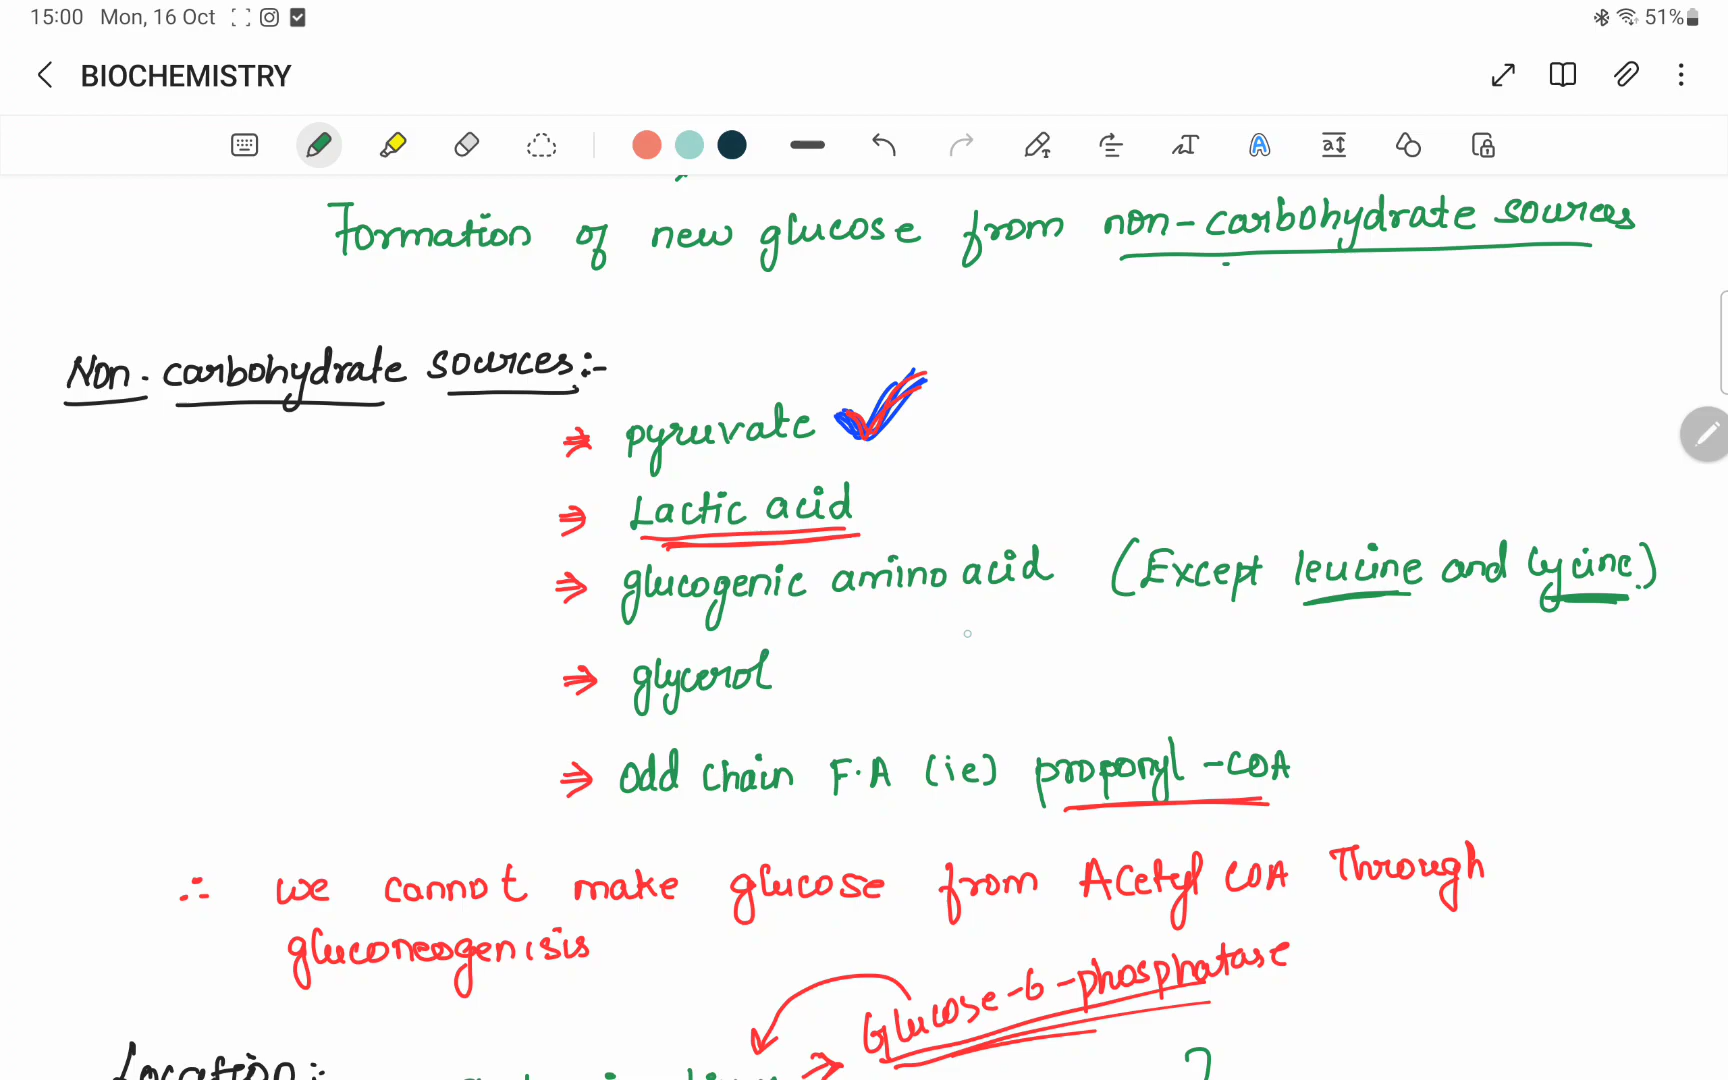 15:00 Mon, 16 Oct 51%
BIOCHEMISTRY
Formation of new glucose from non-carbohydrate sources
Non-carbohydrate sources:-
⇒ pyruvate ✓
⇒ Lactic acid
⇒ glucogenic amino acid (Except leucine and lycine.)
⇒ glycerol
⇒ odd chain F.A (ie) proponyl-COA
∴ we cannot make glucose from Acetyl COA Through
gluconeogenisis
Glucose-6-phosphatase
Location: